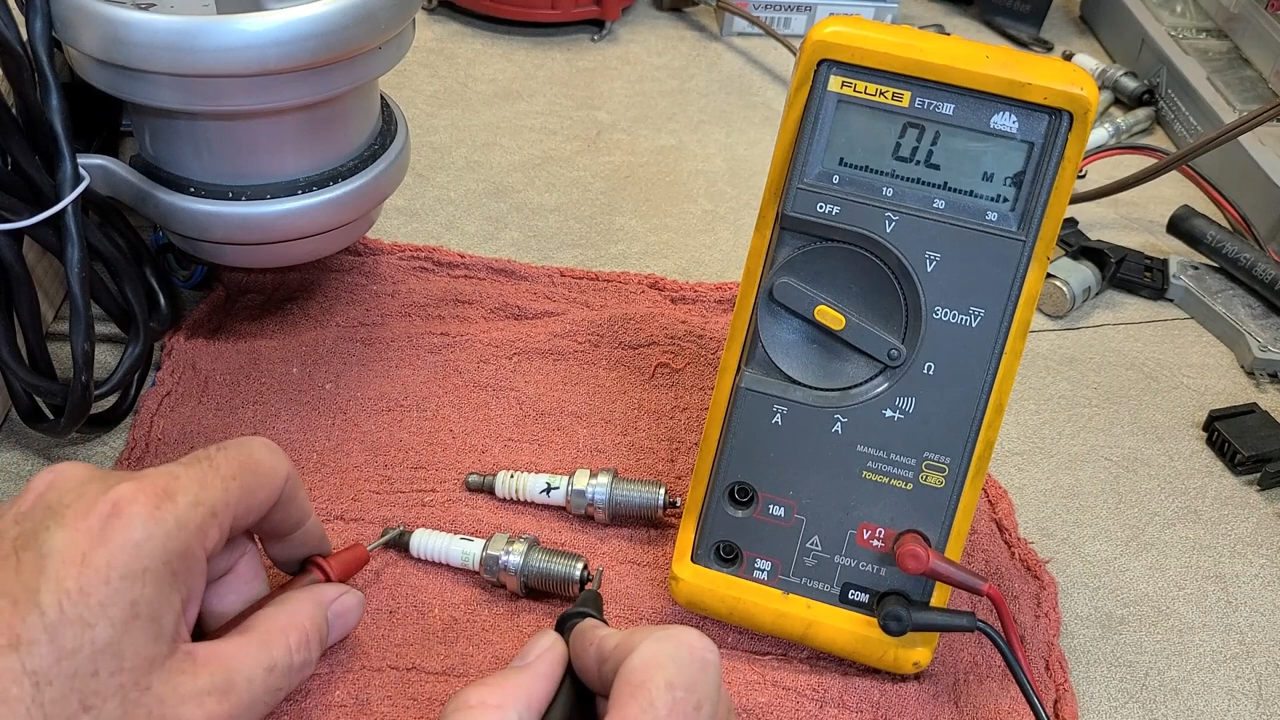 V-POWER
FLUKE
ET73III
MAC
TOOLS
0.L
M Ω
0 10 20 30
OFF
V
V
300mV
Ω
A
A
MANUAL RANGE
AUTORANGE
TOUCH HOLD
PRESS
1 SEC
10A
V Ω
600V CAT II
300
mA
FUSED
COM